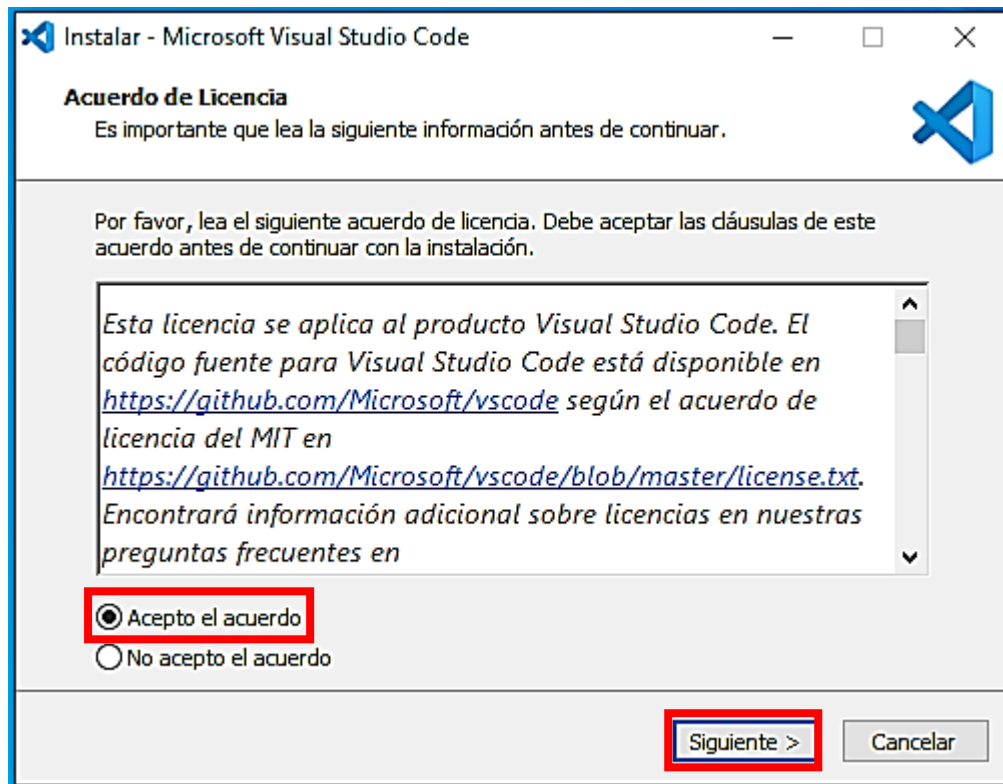 Instalar - Microsoft Visual Studio Code
Acuerdo de Licencia
Es importante que lea la siguiente información antes de continuar.
Por favor, lea el siguiente acuerdo de licencia. Debe aceptar las cláusulas de este
acuerdo antes de continuar con la instalación.
Esta licencia se aplica al producto Visual Studio Code. El
código fuente para Visual Studio Code está disponible en
https://github.com/Microsoft/vscode según el acuerdo de
licencia del MIT en
https://github.com/Microsoft/vscode/blob/master/license.txt.
Encontrará información adicional sobre licencias en nuestras
preguntas frecuentes en
Acepto el acuerdo
No acepto el acuerdo
Siguiente > Cancelar